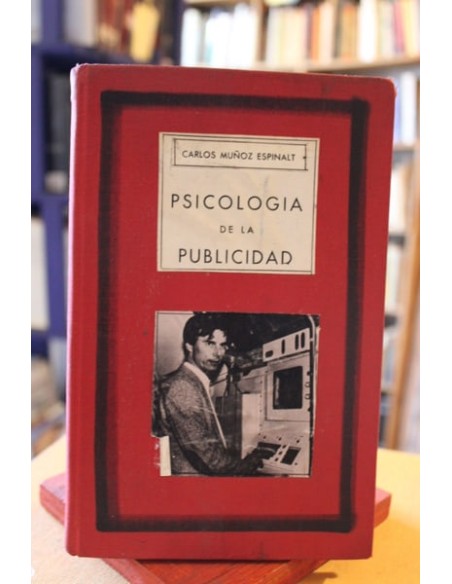 CARLOS MUÑOZ ESPINALT
PSICOLOGIA
DE LA
PUBLICIDAD